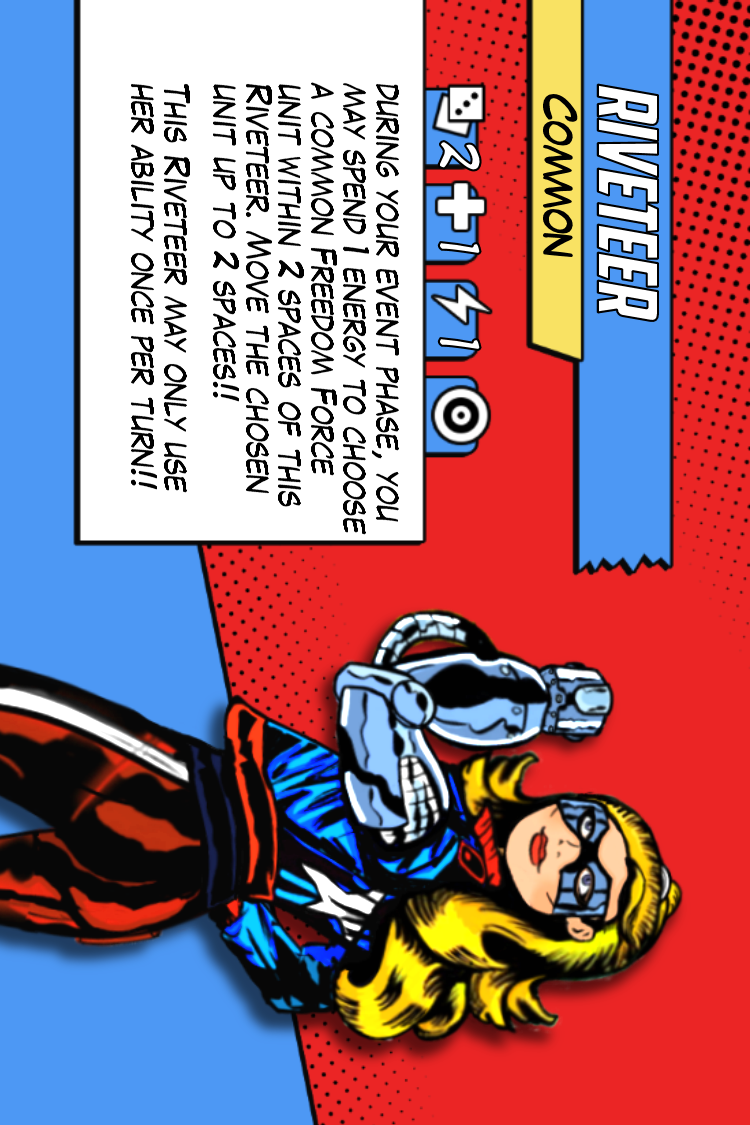 RIVETEER
COMMON
2 1 1
DURING YOUR EVENT PHASE, YOU
MAY SPEND 1 ENERGY TO CHOOSE
A COMMON FREEDOM FORCE
UNIT WITHIN 2 SPACES OF THIS
RIVETEER. MOVE THE CHOSEN
UNIT UP TO 2 SPACES!!
THIS RIVETEER MAY ONLY USE
HER ABILITY ONCE PER TURN!!